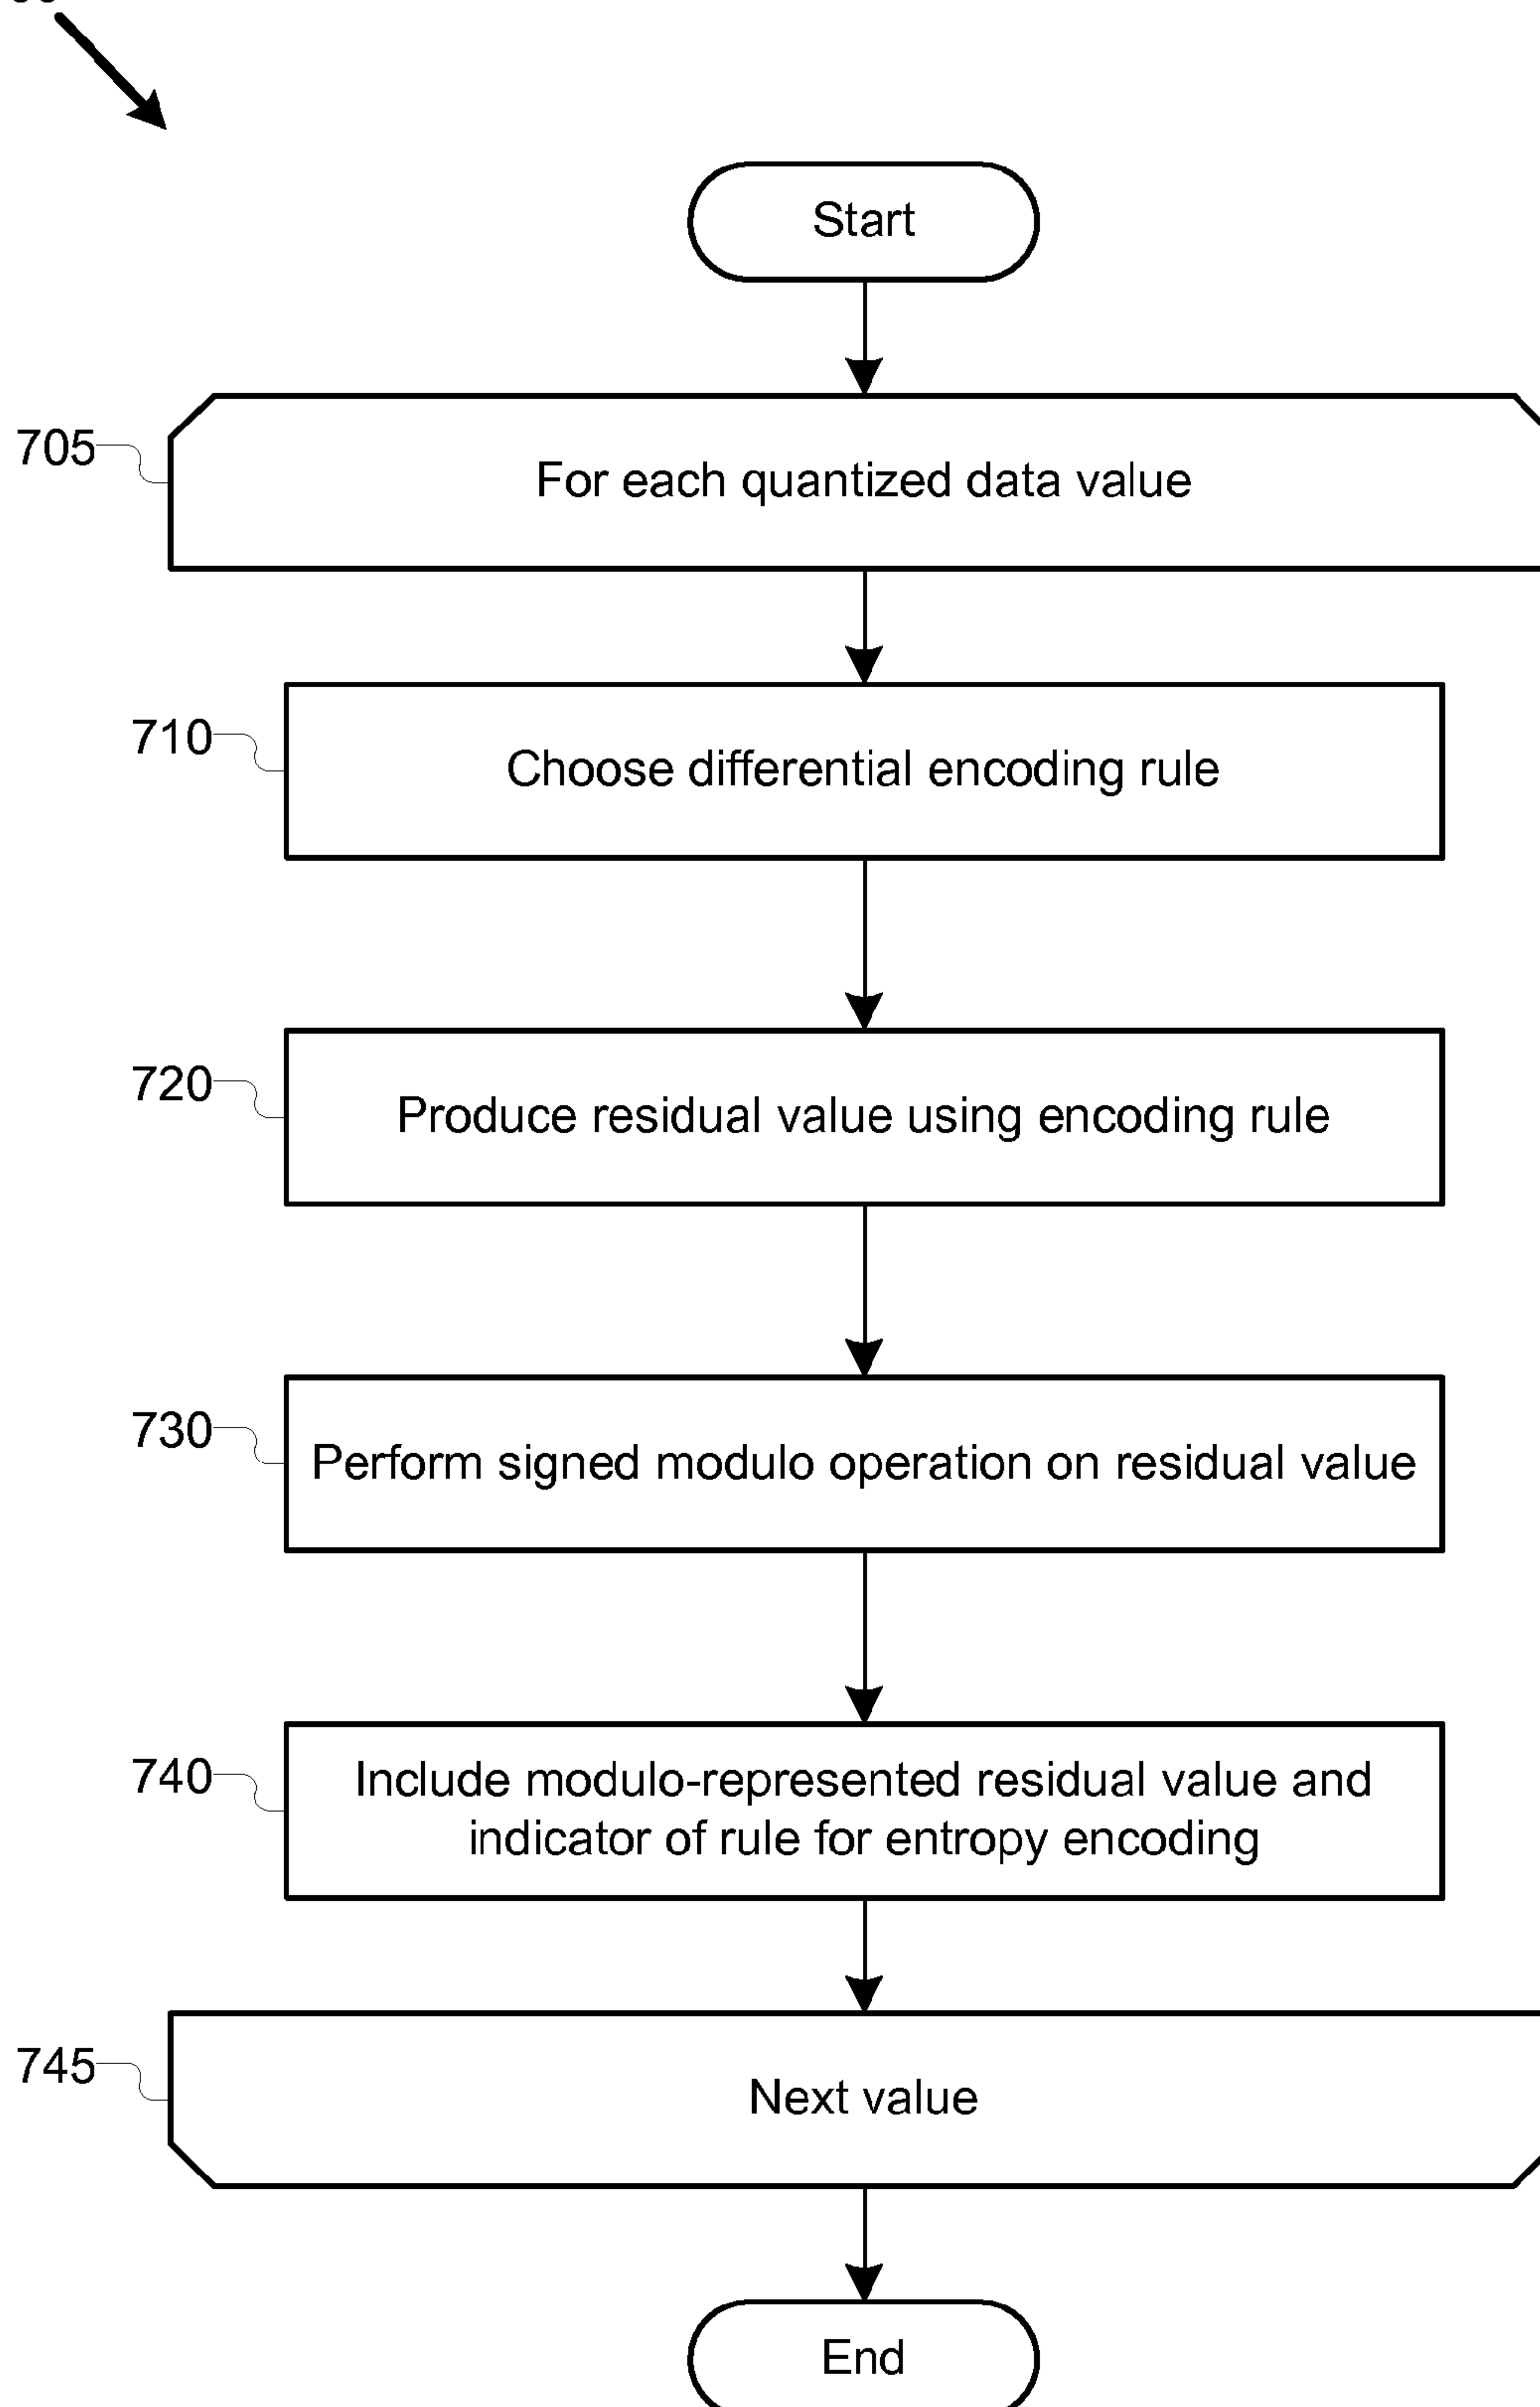 Start
705
For each quantized data value
710
Choose differential encoding rule
720
Produce residual value using encoding rule
730
Perform signed modulo operation on residual value
740
Include modulo-represented residual value and
indicator of rule for entropy encoding
745
Next value
End